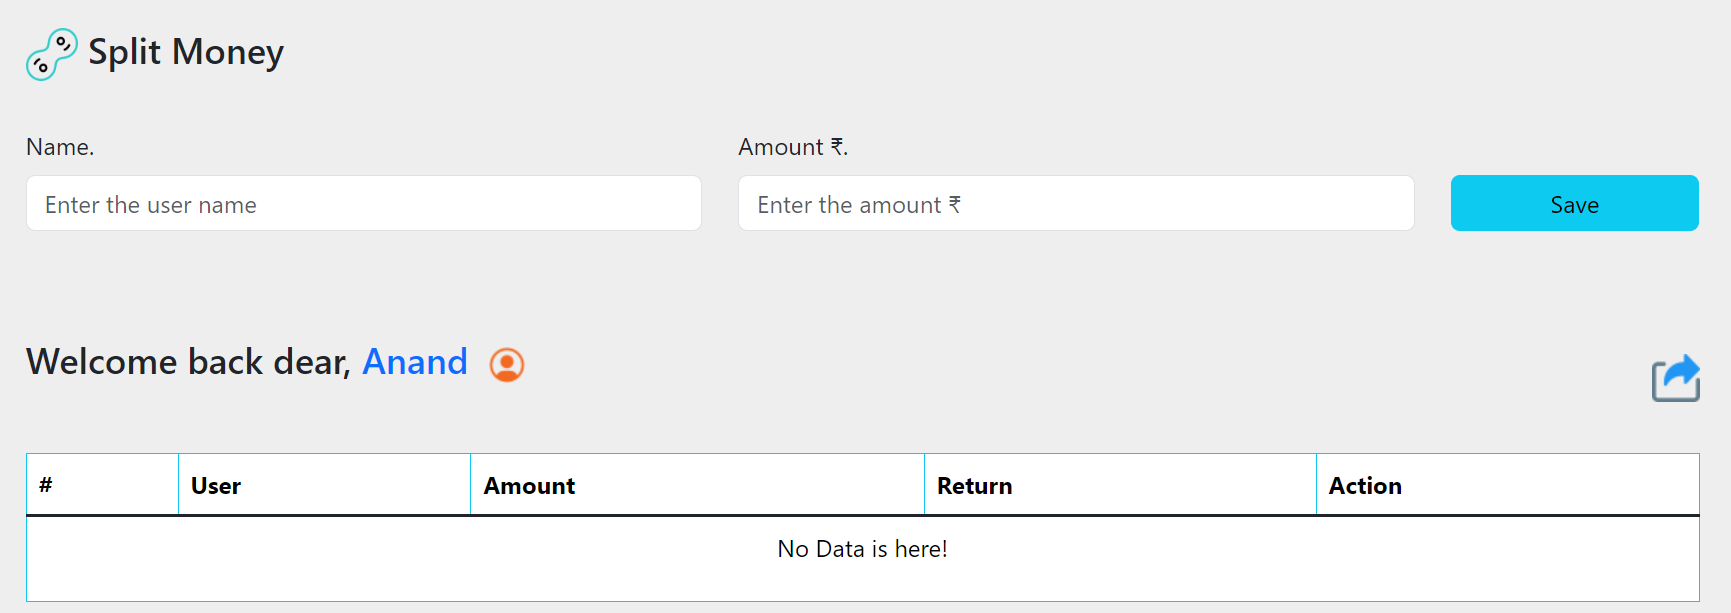 Split Money
Name.
Amount ₹.
Enter the user name
Enter the amount ₹
Save
Welcome back dear, Anand
# User Amount Return Action
No Data is here!